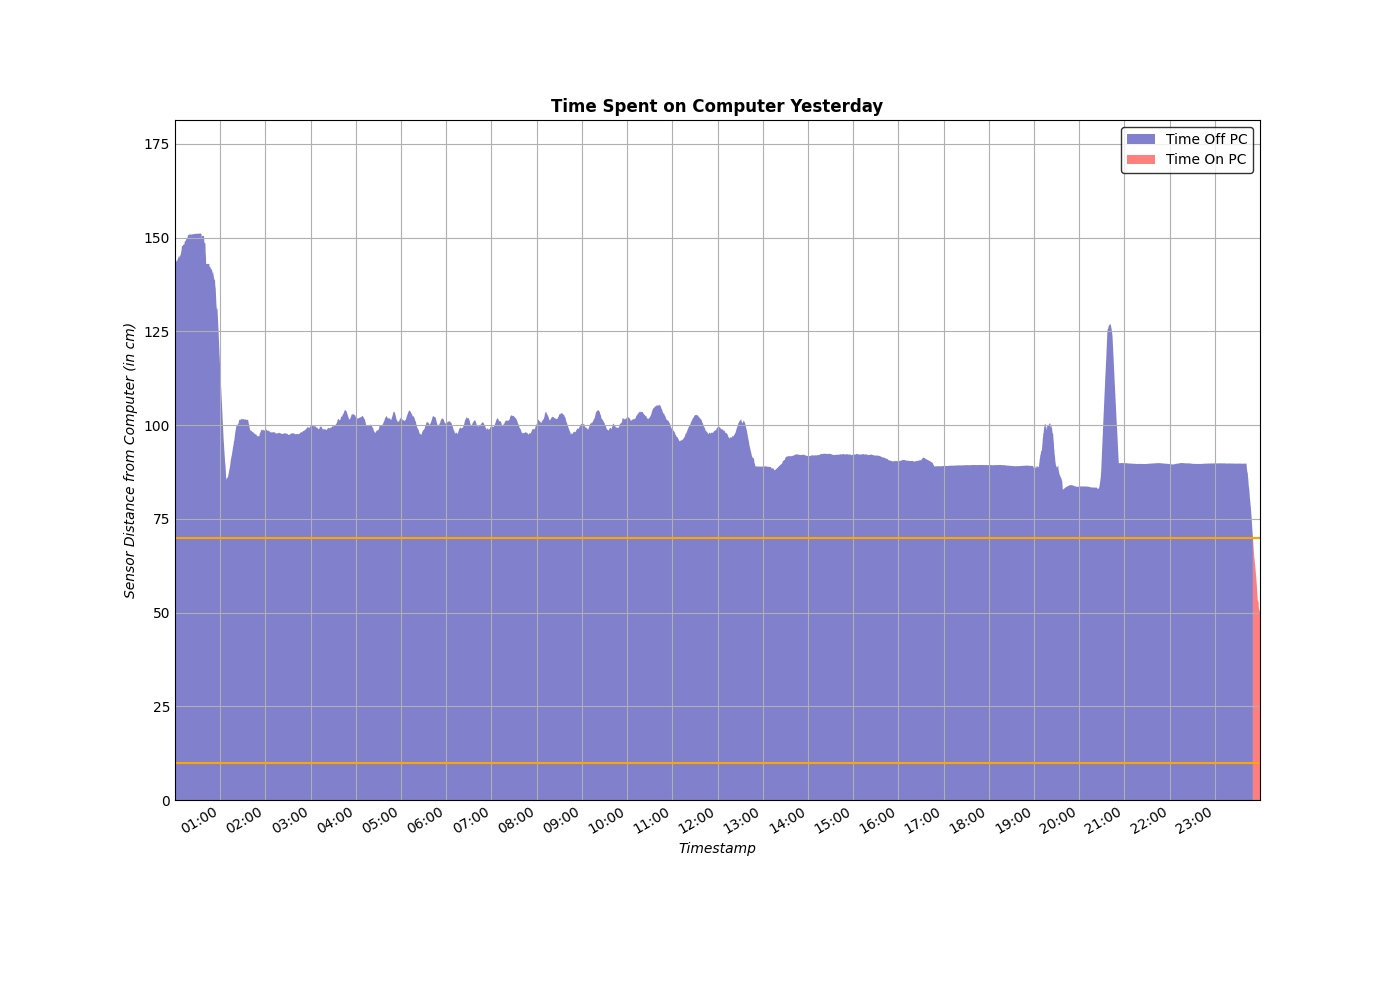 Time Spent on Computer Yesterday
Time Off PC
Time On PC
175
150
125
100
75
50
25
0
Sensor Distance from Computer (in cm)
01:00 02:00 03:00 04:00 05:00 06:00 07:00 08:00 09:00 10:00 11:00 12:00 13:00 14:00 15:00 16:00 17:00 18:00 19:00 20:00 21:00 22:00 23:00
Timestamp